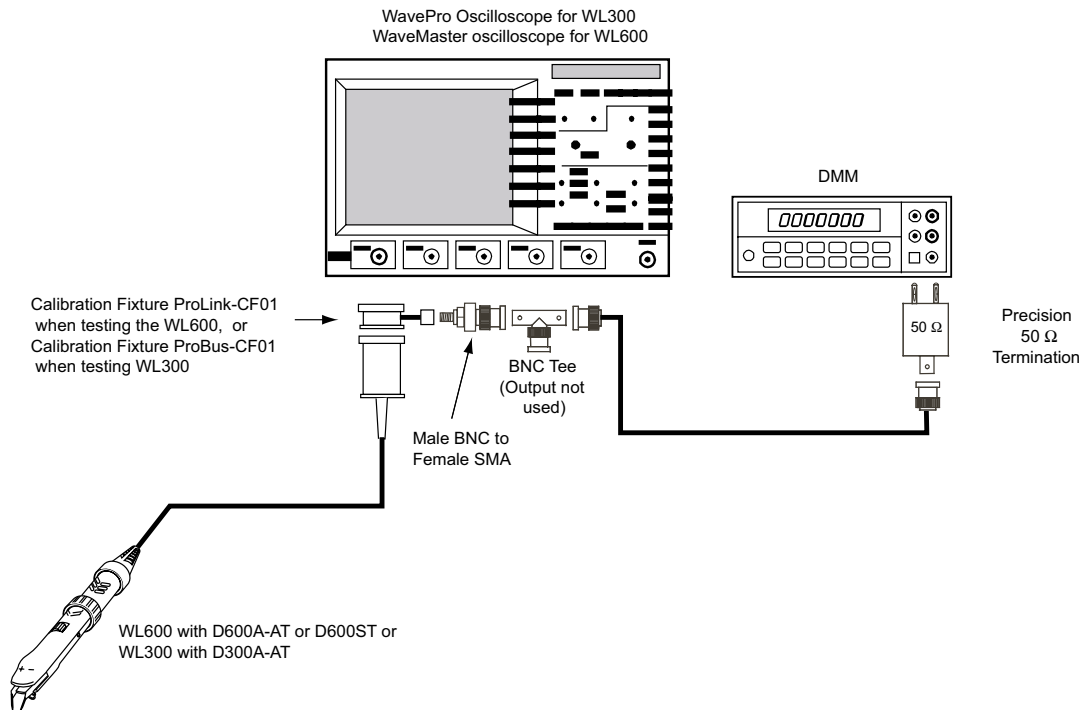 WavePro Oscilloscope for WL300
WaveMaster oscilloscope for WL600
DMM
0000000
Calibration Fixture ProLink-CF01
when testing the WL600, or
Calibration Fixture ProBus-CF01
when testing WL300
50 Ω
Precision
50 Ω
Termination
BNC Tee
(Output not
used)
Male BNC to
Female SMA
WL600 with D600A-AT or D600ST or
WL300 with D300A-AT
+ -